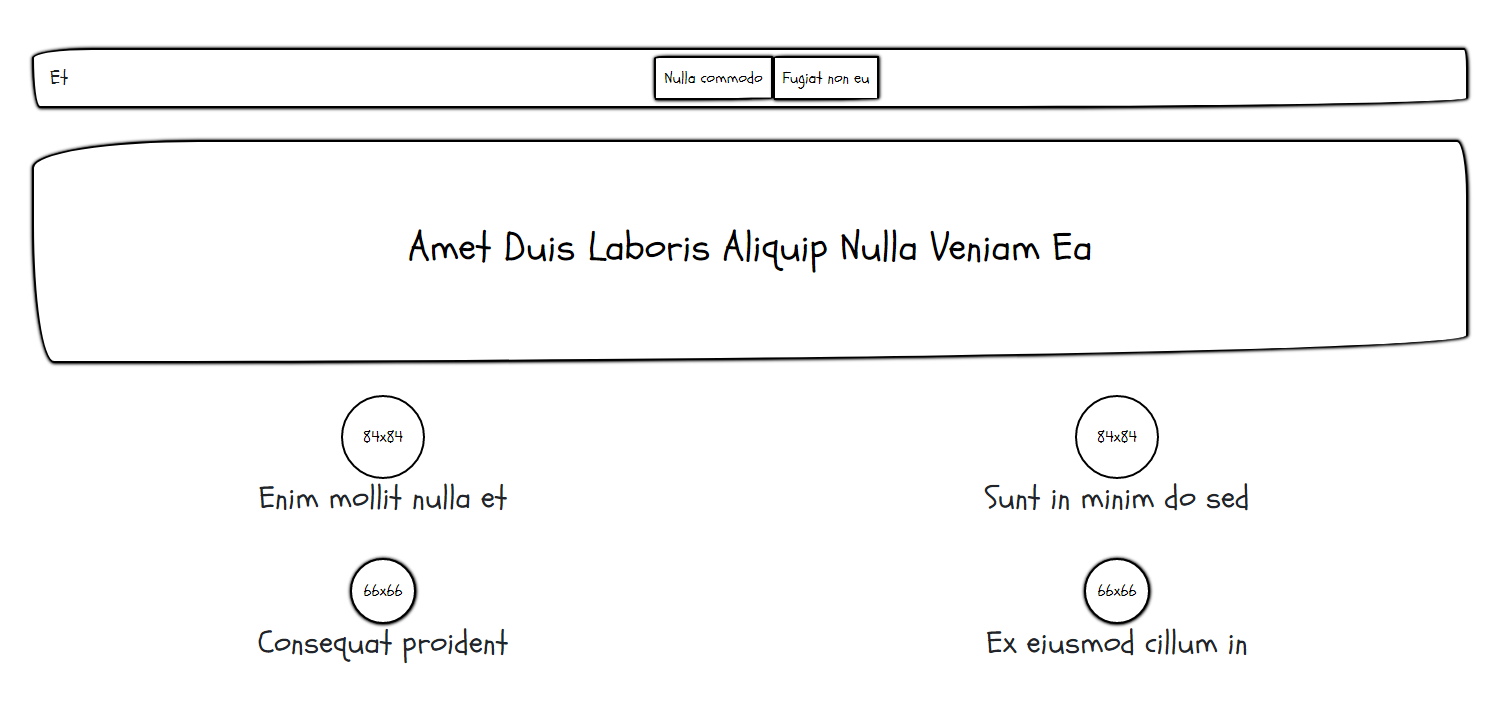 Et
Nulla commodo
Fugiat non eu
Amet Duis Laboris Aliquip Nulla Veniam Ea
84x84
84x84
Enim mollit nulla et
Sunt in minim do sed
66x66
66x66
Consequat proident
Ex eiusmod cillum in